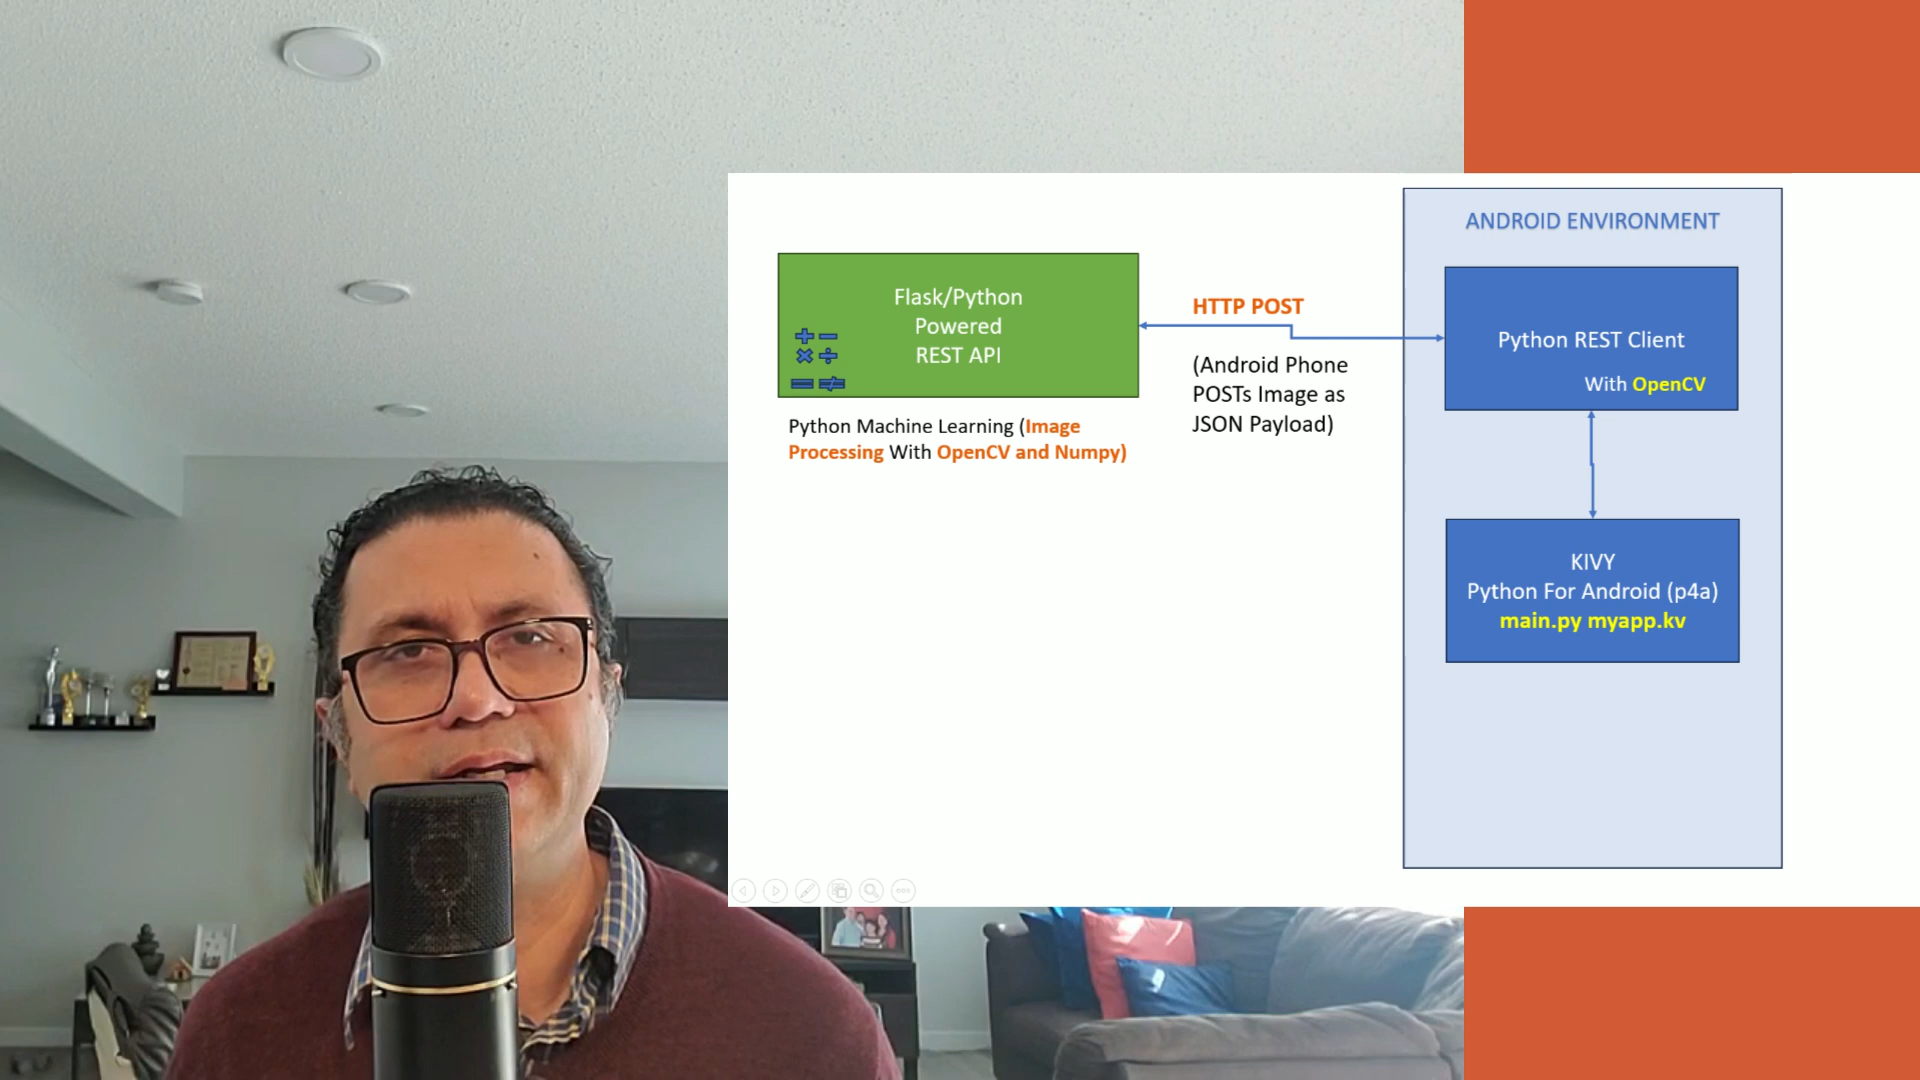 ANDROID ENVIRONMENT
Flask/Python
Powered
REST API
Python Machine Learning (Image
Processing With OpenCV and Numpy)
HTTP POST
(Android Phone
POSTs Image as
JSON Payload)
Python REST Client
With OpenCV
KIVY
Python For Android (p4a)
main.py myapp.kv